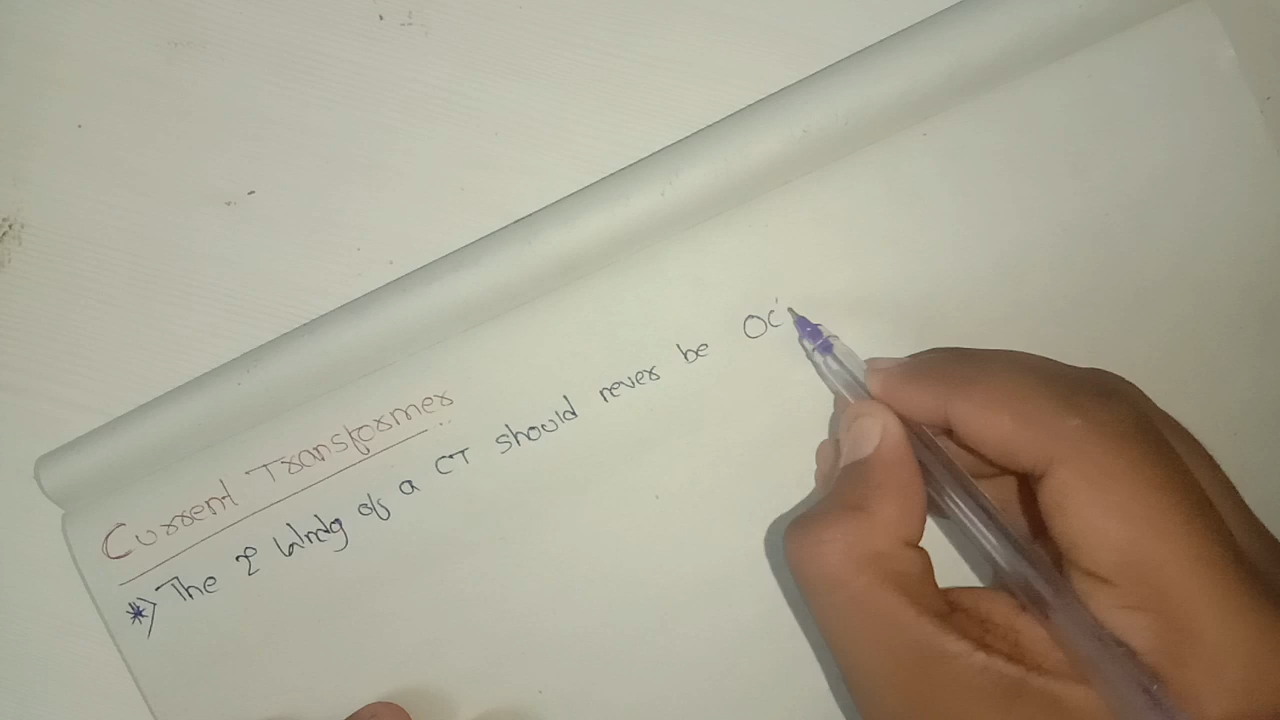 Current Transformer
*) The 2° Wndg of a CT should never be OC'